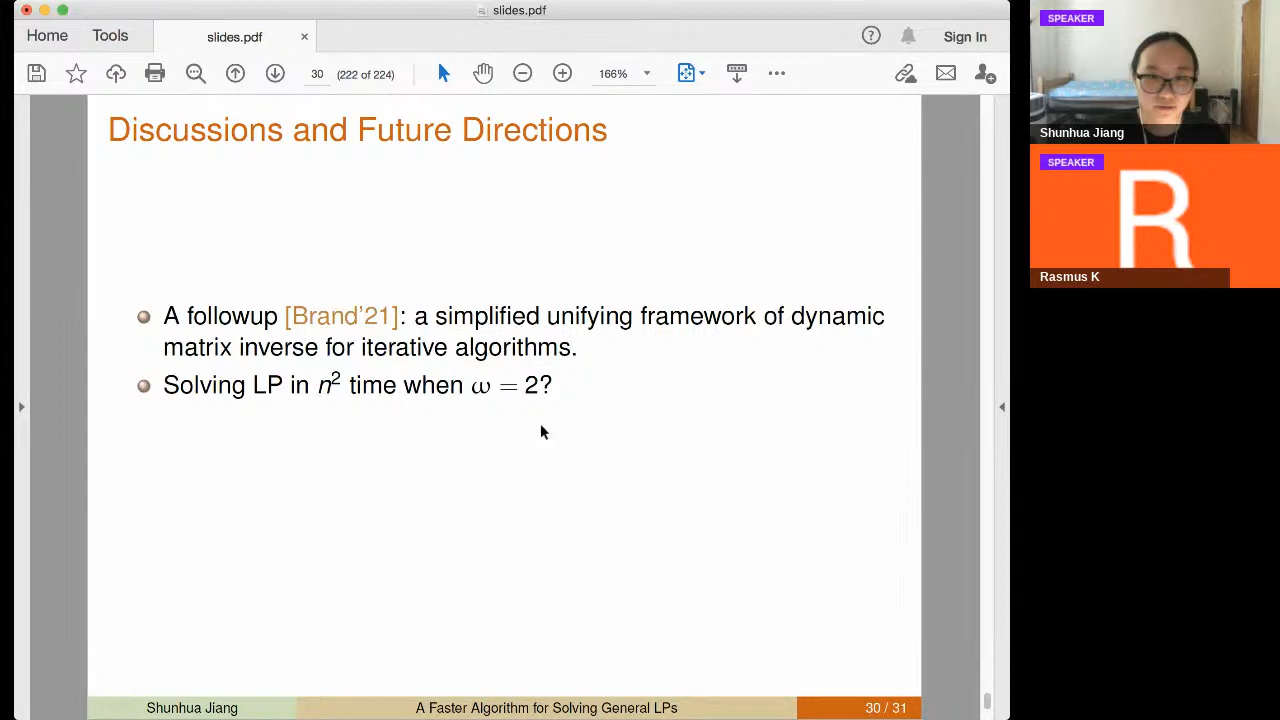 slides.pdf
Home
Tools
slides.pdf
×
Sign In
30
(222 of 224)
166%
Discussions and Future Directions
A followup [Brand'21]: a simplified unifying framework of dynamic
matrix inverse for iterative algorithms.
Solving LP in n² time when ω = 2?
Shunhua Jiang
A Faster Algorithm for Solving General LPs
30 / 31
SPEAKER
Shunhua Jiang
SPEAKER
R
Rasmus K